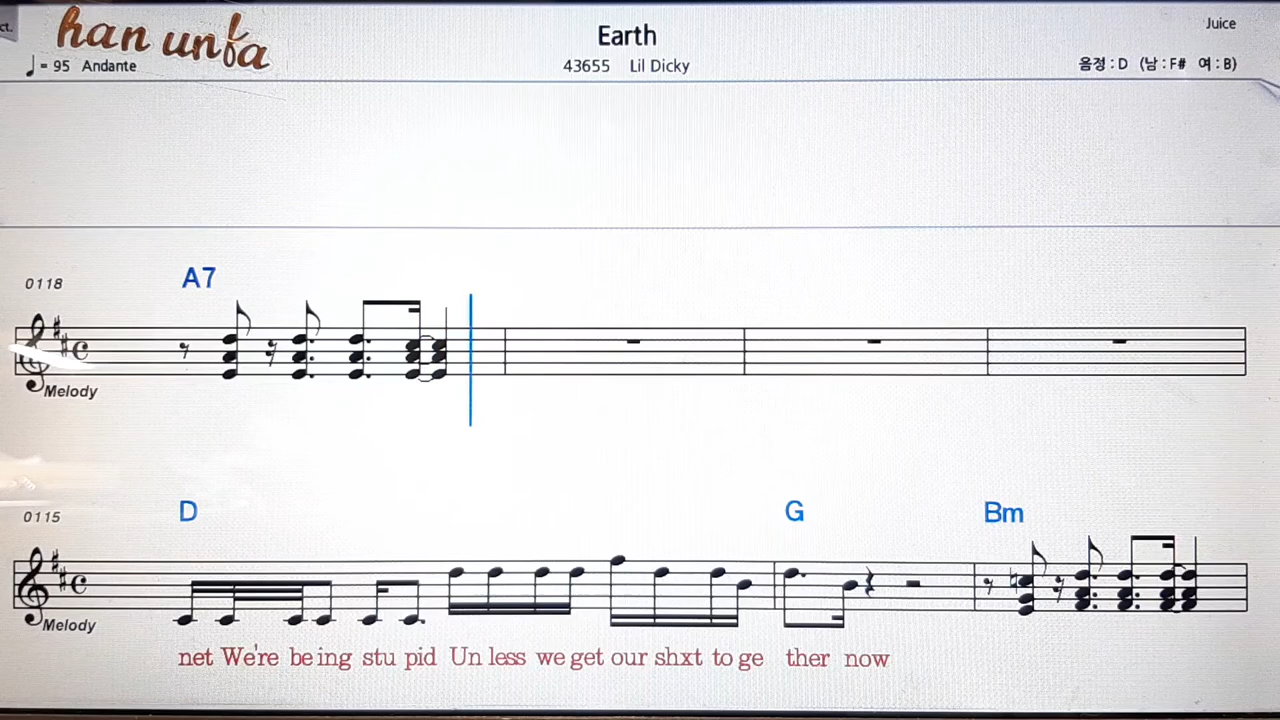 ct.
han unfa
Earth
Juice
♩= 95 Andante
43655 Lil Dicky
음정 : D (남 : F# 여 : B)
A7
0118
Melody
D G Bm
0115
Melody
net We're be ing stu pid Un less we get our shxt to ge ther now